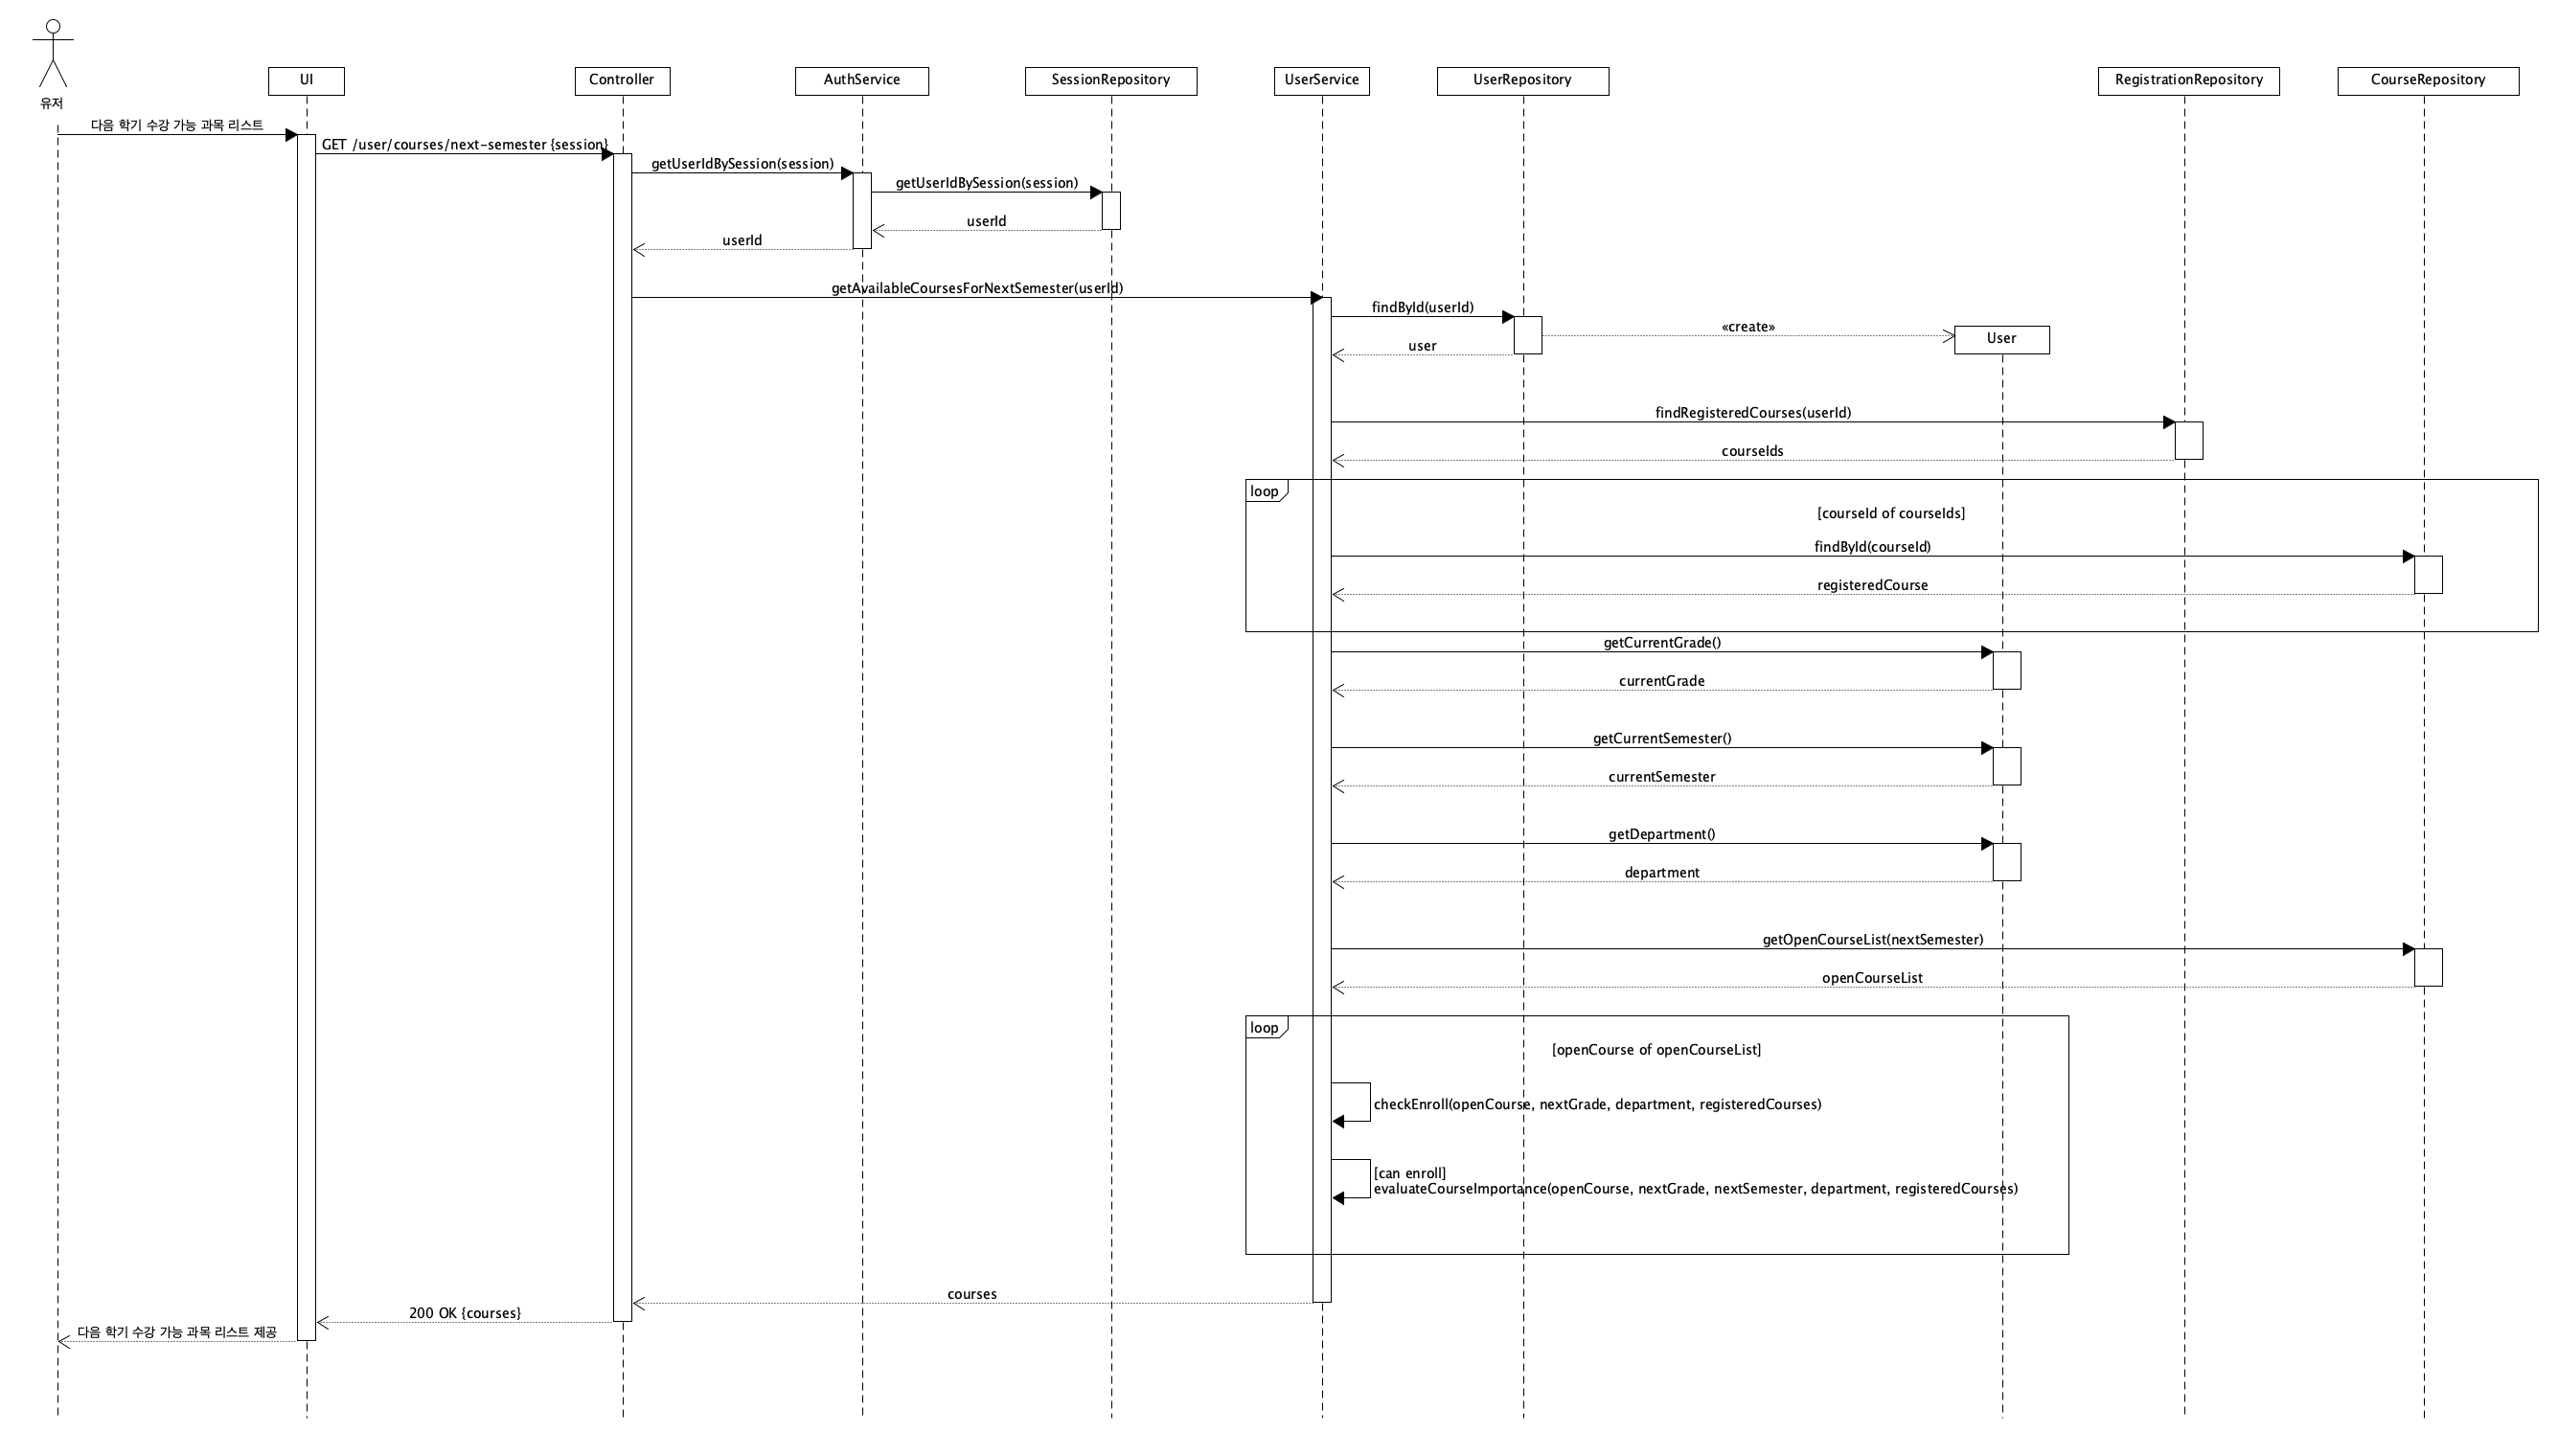 유저
UI
Controller
AuthService
SessionRepository
UserService
UserRepository
RegistrationRepository
CourseRepository
다음 학기 수강 가능 과목 리스트
GET /user/courses/next-semester {session}
getUserIdBySession(session)
getUserIdBySession(session)
userId
userId
getAvailableCoursesForNextSemester(userId)
findById(userId)
«create»
User
user
findRegisteredCourses(userId)
courseIds
loop
[courseId of courseIds]
findById(courseId)
registeredCourse
getCurrentGrade()
currentGrade
getCurrentSemester()
currentSemester
getDepartment()
department
getOpenCourseList(nextSemester)
openCourseList
loop
[openCourse of openCourseList]
checkEnroll(openCourse, nextGrade, department, registeredCourses)
[can enroll]
evaluateCourseImportance(openCourse, nextGrade, nextSemester, department, registeredCourses)
courses
200 OK {courses}
다음 학기 수강 가능 과목 리스트 제공